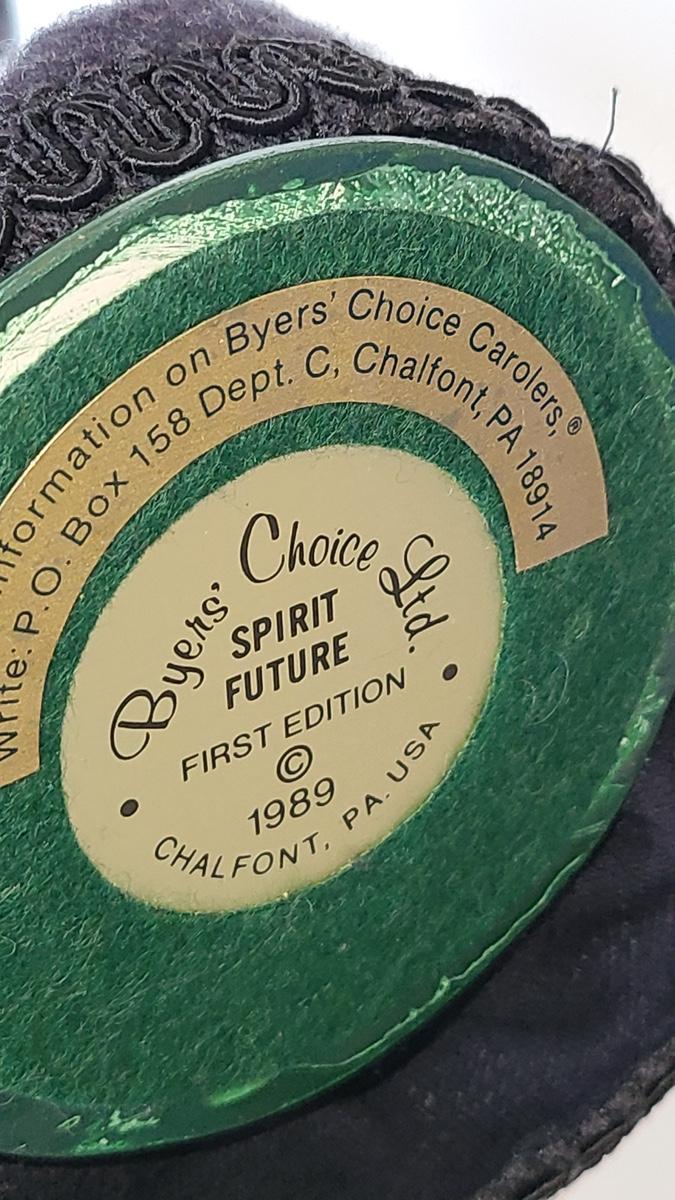 nformation on Byers' Choice Carolers,®
Write: P.O. Box 158 Dept. C, Chalfont, PA 18914
Byers' Choice Ltd.
SPIRIT
FUTURE
FIRST EDITION
©
1989
• CHALFONT, PA. USA •